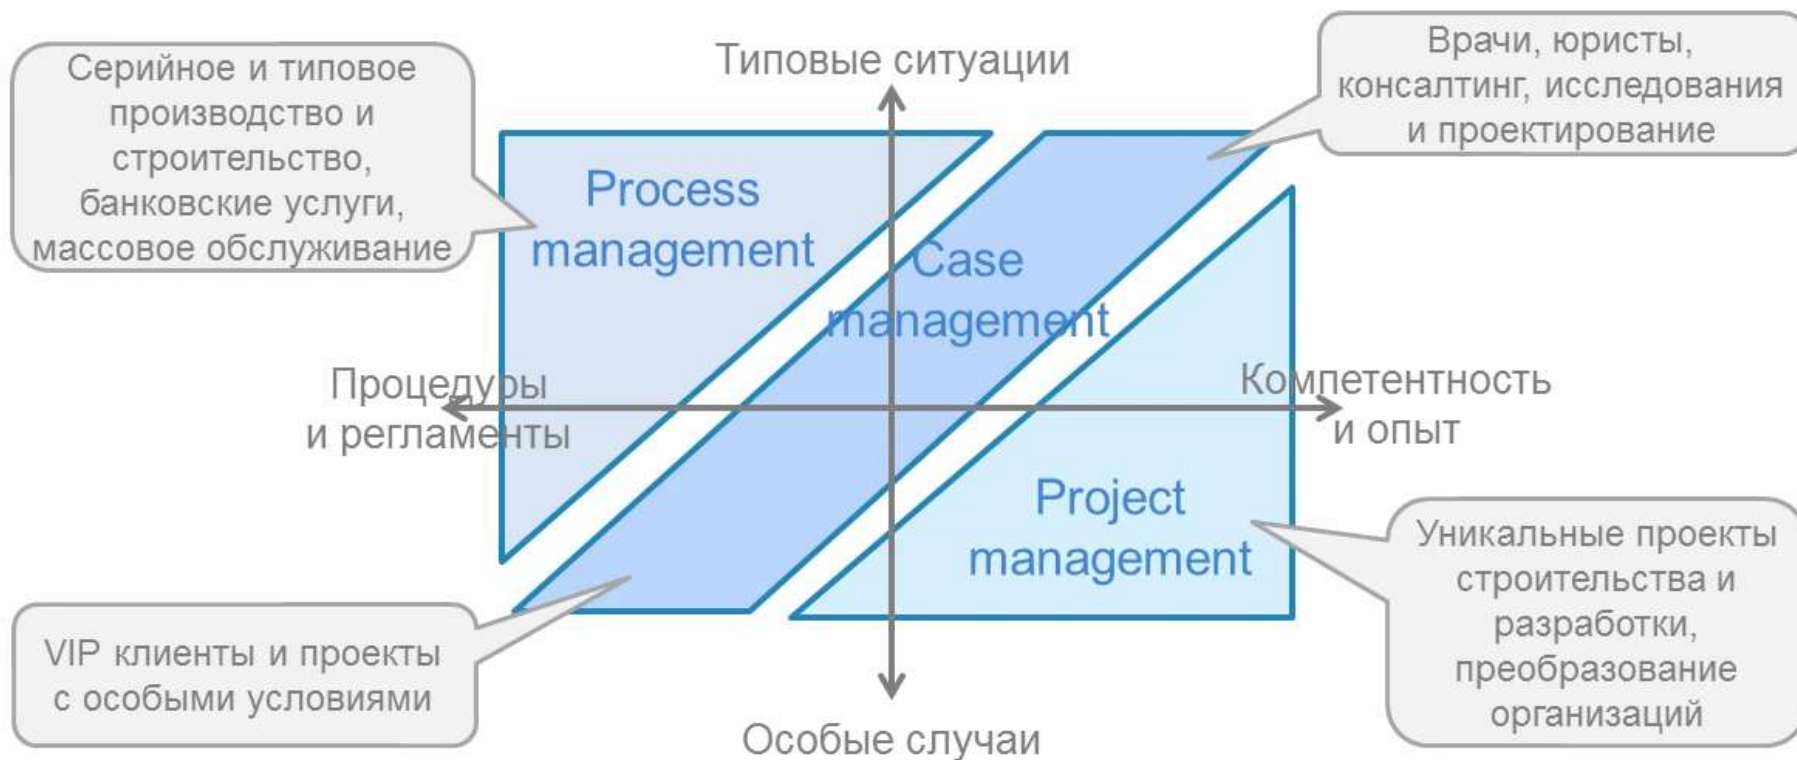 Типовые ситуации
Серийное и типовое
производство и
строительство,
банковские услуги,
массовое обслуживание
Врачи, юристы,
консалтинг, исследования
и проектирование
Process
management
Case
management
Процедуры
и регламенты
Компетентность
и опыт
Project
management
VIP клиенты и проекты
с особыми условиями
Уникальные проекты
строительства и
разработки,
преобразование
организаций
Особые случаи